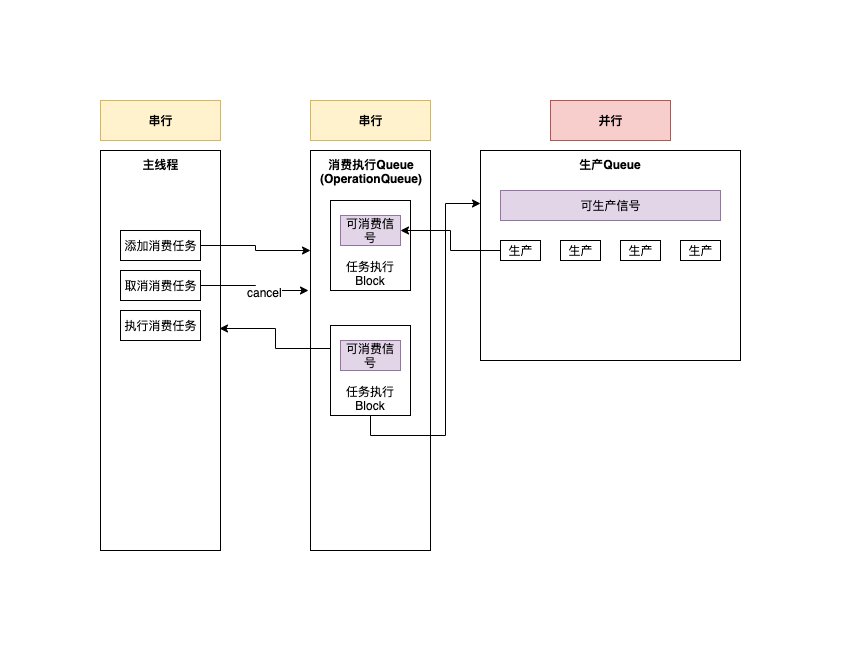 串行
串行
并行
主线程
消费执行Queue
(OperationQueue)
生产Queue
可消费信
号
任务执行
Block
可生产信号
添加消费任务
取消消费任务
cancel
执行消费任务
生产
生产
生产
生产
可消费信
号
任务执行
Block